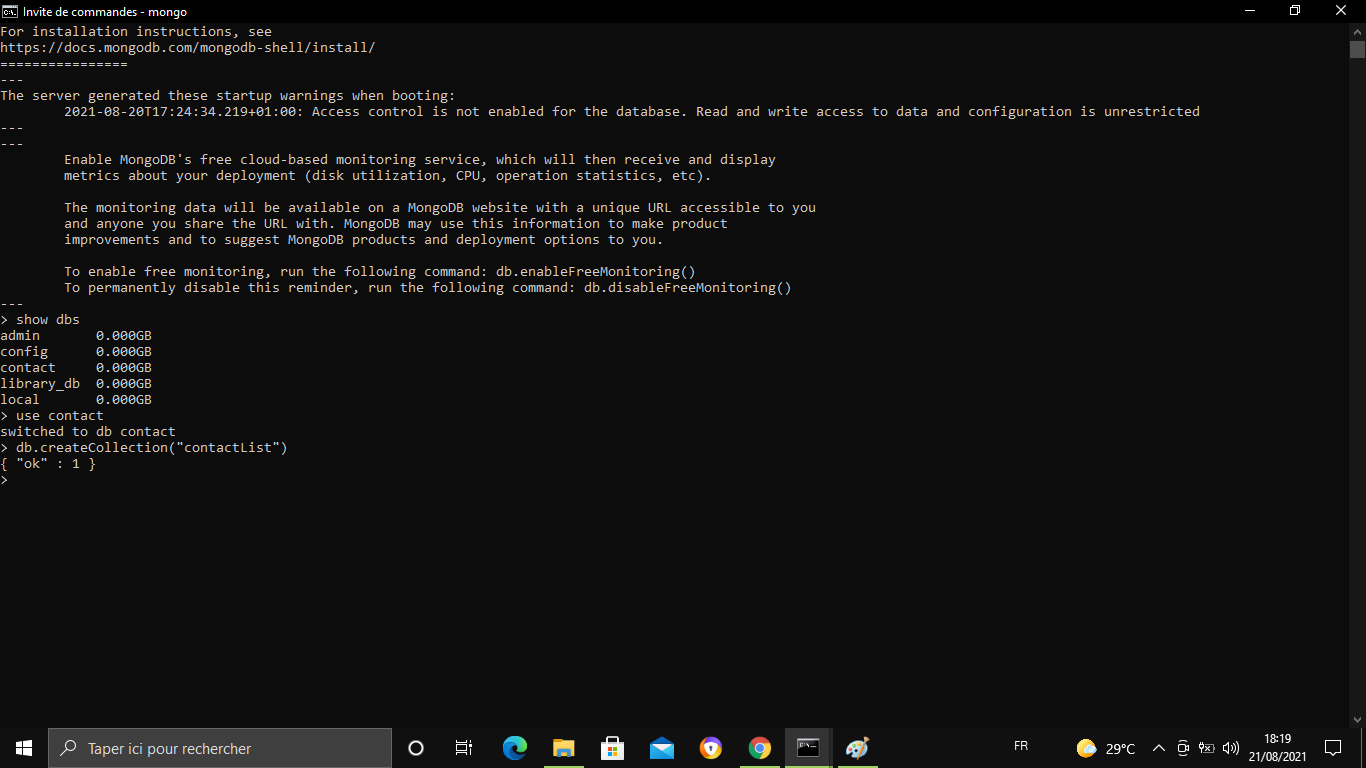 Invite de commandes - mongo
For installation instructions, see
https://docs.mongodb.com/mongodb-shell/install/
================
---
The server generated these startup warnings when booting:
        2021-08-20T17:24:34.219+01:00: Access control is not enabled for the database. Read and write access to data and configuration is unrestricted
---
---
        Enable MongoDB's free cloud-based monitoring service, which will then receive and display
        metrics about your deployment (disk utilization, CPU, operation statistics, etc).

        The monitoring data will be available on a MongoDB website with a unique URL accessible to you
        and anyone you share the URL with. MongoDB may use this information to make product
        improvements and to suggest MongoDB products and deployment options to you.

        To enable free monitoring, run the following command: db.enableFreeMonitoring()
        To permanently disable this reminder, run the following command: db.disableFreeMonitoring()
---
> show dbs
admin       0.000GB
config      0.000GB
contact     0.000GB
library_db  0.000GB
local       0.000GB
> use contact
switched to db contact
> db.createCollection("contactList")
{ "ok" : 1 }
>
Taper ici pour rechercher
FR
29°C
18:19
21/08/2021